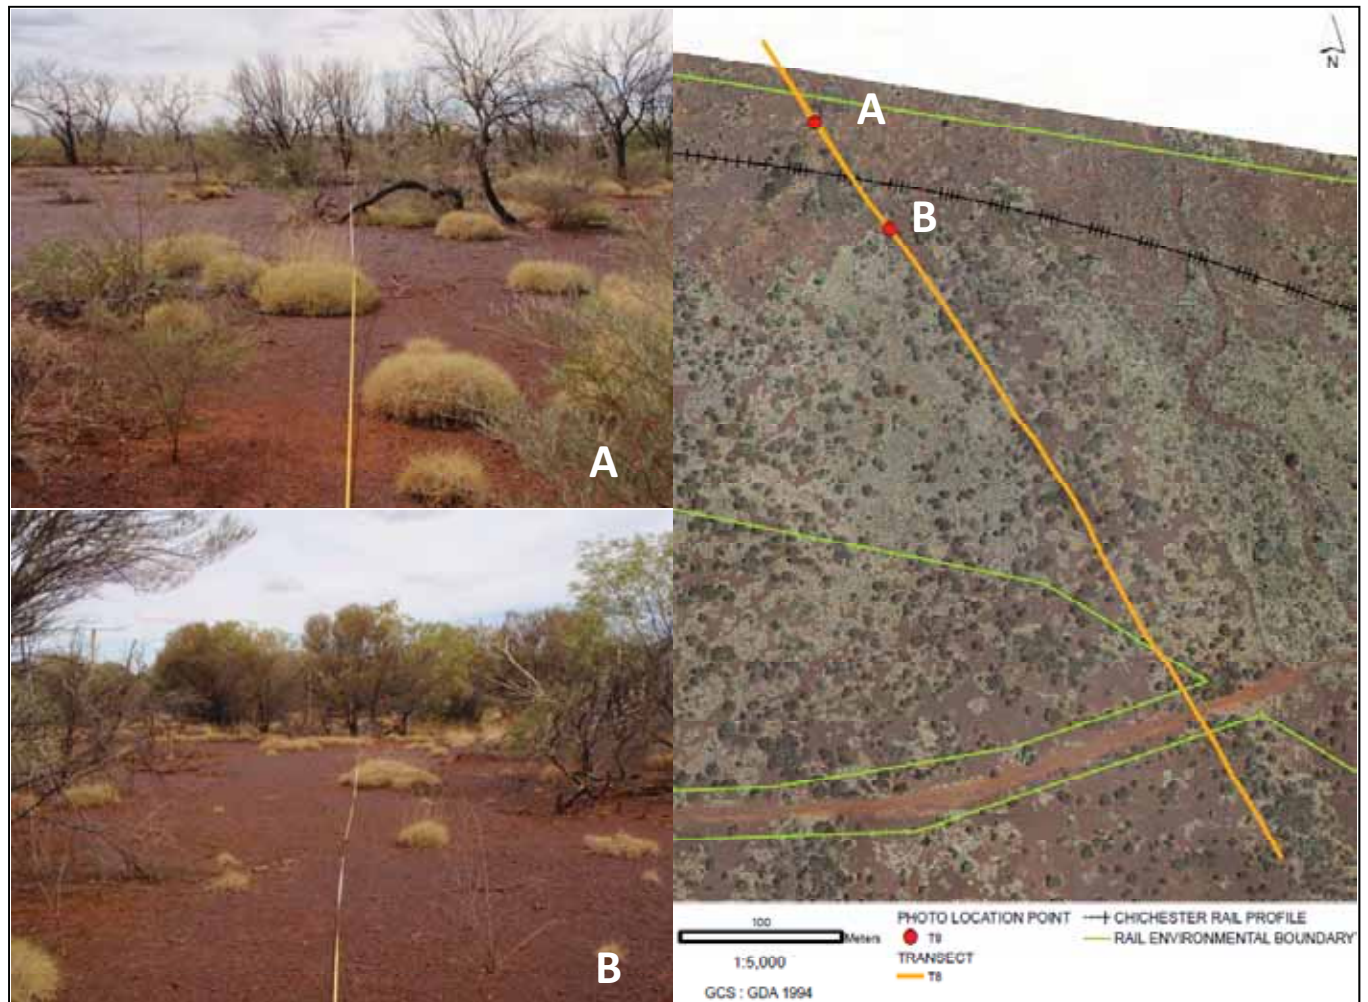 A
B
A
B
N
100
Meters
1:5,000
GCS : GDA 1994
PHOTO LOCATION POINT
T8
TRANSECT
T8
CHICHESTER RAIL PROFILE
RAIL ENVIRONMENTAL BOUNDARY